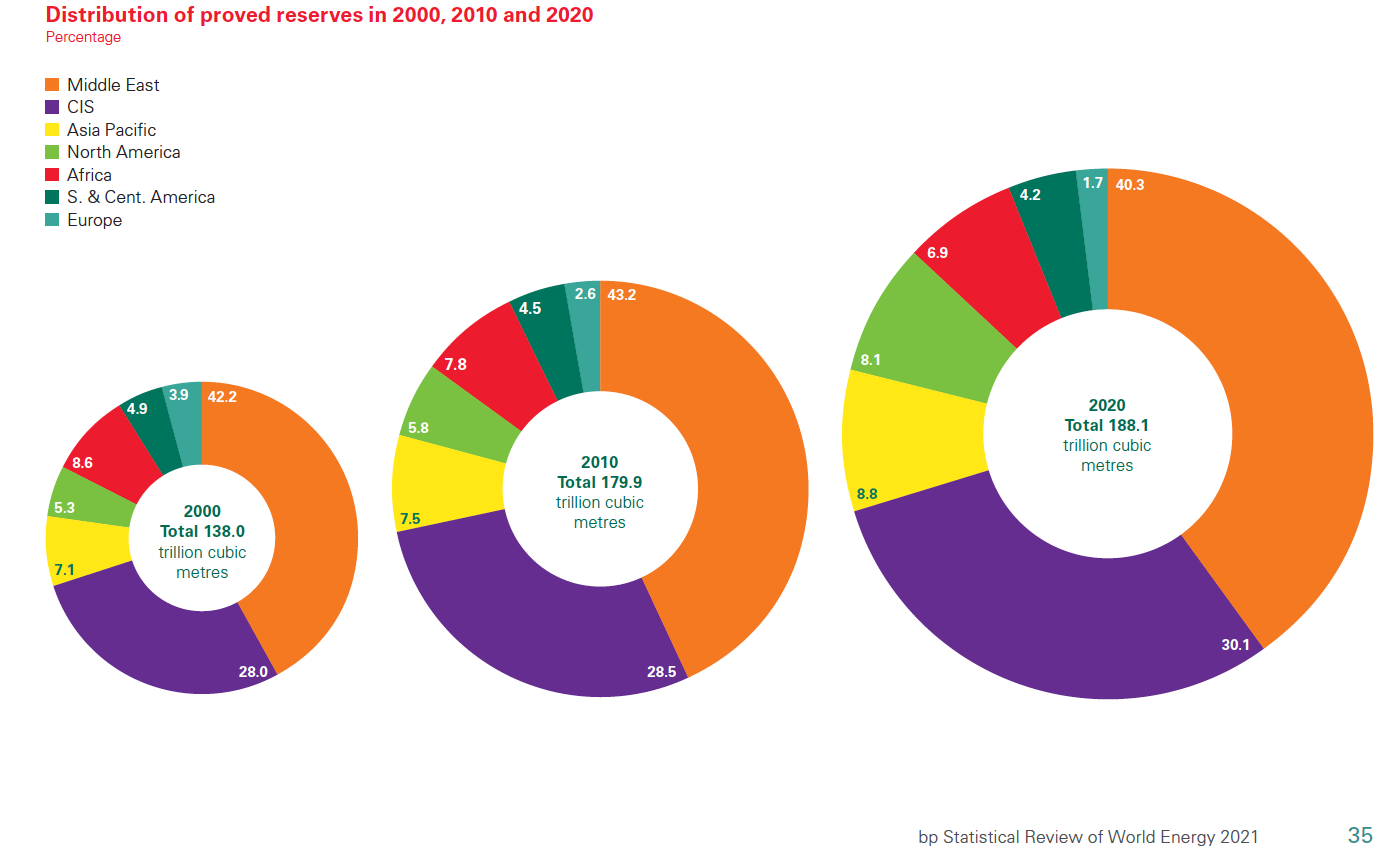 Distribution of proved reserves in 2000, 2010 and 2020
Percentage
Middle East
CIS
Asia Pacific
North America
Africa
S. & Cent. America
Europe
3.9
42.2
4.9
8.6
5.3
7.1
28.0
2000
Total 138.0
trillion cubic
metres
2.6
43.2
4.5
7.8
5.8
7.5
28.5
2010
Total 179.9
trillion cubic
metres
1.7
40.3
4.2
6.9
8.1
8.8
30.1
2020
Total 188.1
trillion cubic
metres
bp Statistical Review of World Energy 2021
35